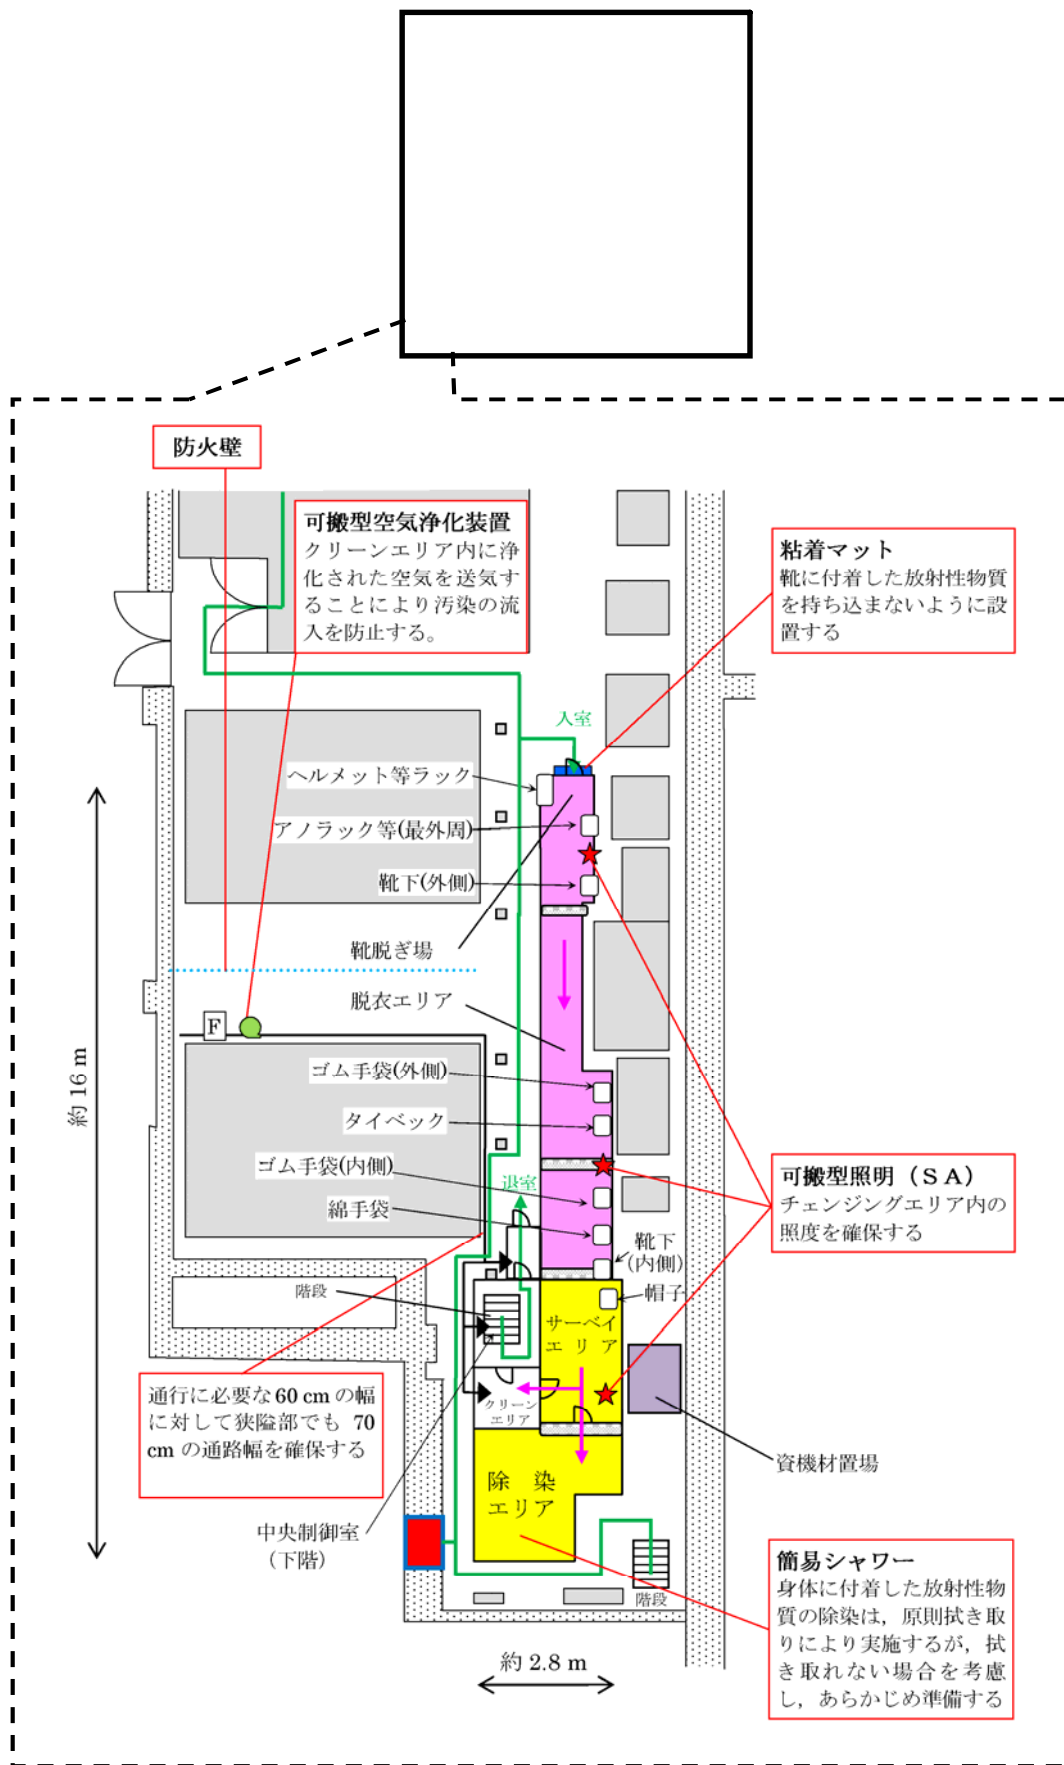 防火壁
可搬型空気浄化装置
クリーンエリア内に浄
化された空気を送気す
ることにより汚染の流
入を防止する。
粘着マット
靴に付着した放射性物質
を持ち込まないように設
置する
入室
ヘルメット等ラック
アノラック等(最外周)
靴下(外側)
靴脱ぎ場
脱衣エリア
F
ゴム手袋(外側)
タイベック
ゴム手袋(内側)
綿手袋
退室
約 16 m
可搬型照明（ＳＡ）
チェンジングエリア内の
照度を確保する
靴下
(内側)
帽子
階段
サーベイ
エ リ ア
クリーン
エリア
通行に必要な 60 cm の幅
に対して狭隘部でも 70
cm の通路幅を確保する
資機材置場
除 染
エリア
中央制御室
（下階）
階段
簡易シャワー
身体に付着した放射性物
質の除染は，原則拭き取
りにより実施するが，拭
き取れない場合を考慮
し，あらかじめ準備する
約 2.8 m